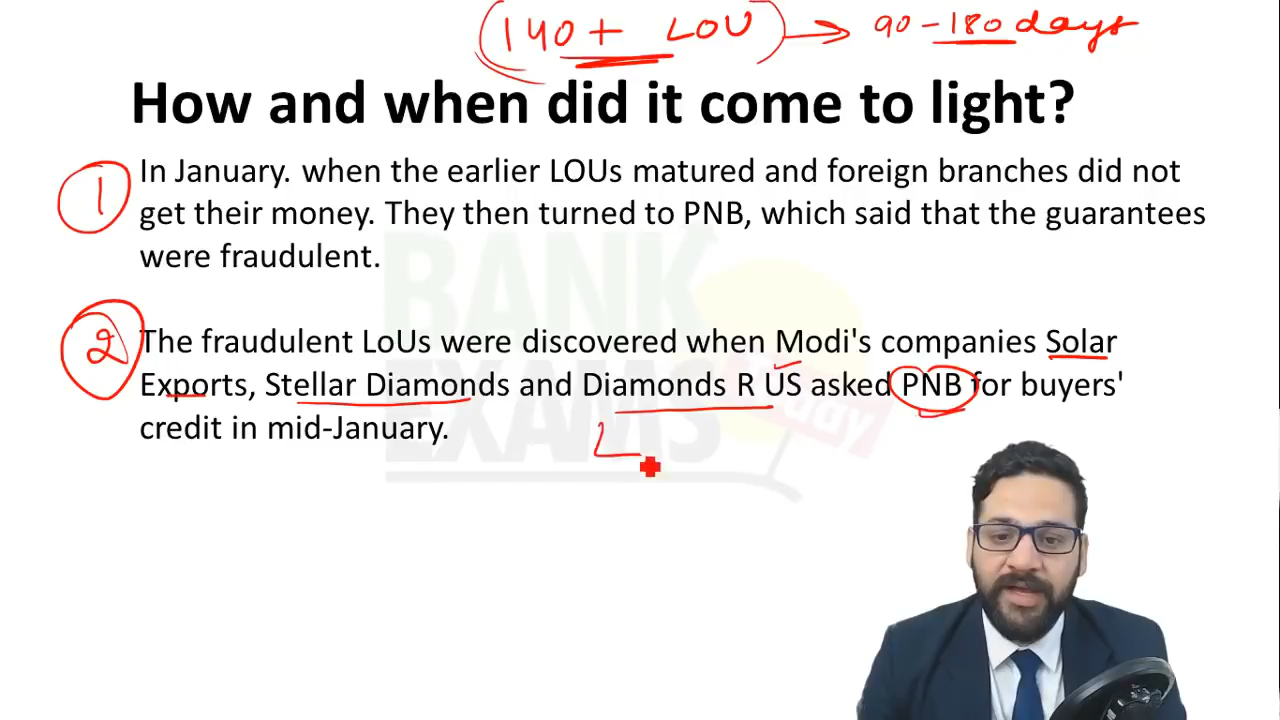 (140+ LOU) → 90-180 days
How and when did it come to light?
1
In January. when the earlier LOUs matured and foreign branches did not
get their money. They then turned to PNB, which said that the guarantees
were fraudulent.
2
The fraudulent LoUs were discovered when Modi's companies Solar
Exports, Stellar Diamonds and Diamonds R US asked PNB for buyers'
credit in mid-January.
BANK
EXAMS
Today
L